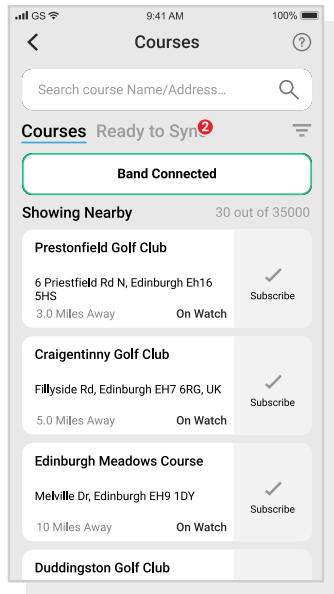 GS 9:41 AM 100%
Courses ?
Search course Name/Address...
Courses Ready to Sync 2
Band Connected
Showing Nearby 30 out of 35000
Prestonfield Golf Club
6 Priestfield Rd N, Edinburgh Eh16
5HS
3.0 Miles Away On Watch
Subscribe
Craigentinny Golf Club
Fillyside Rd, Edinburgh EH7 6RG, UK
5.0 Miles Away On Watch
Subscribe
Edinburgh Meadows Course
Melville Dr, Edinburgh EH9 1DY
10 Miles Away On Watch
Subscribe
Duddingston Golf Club